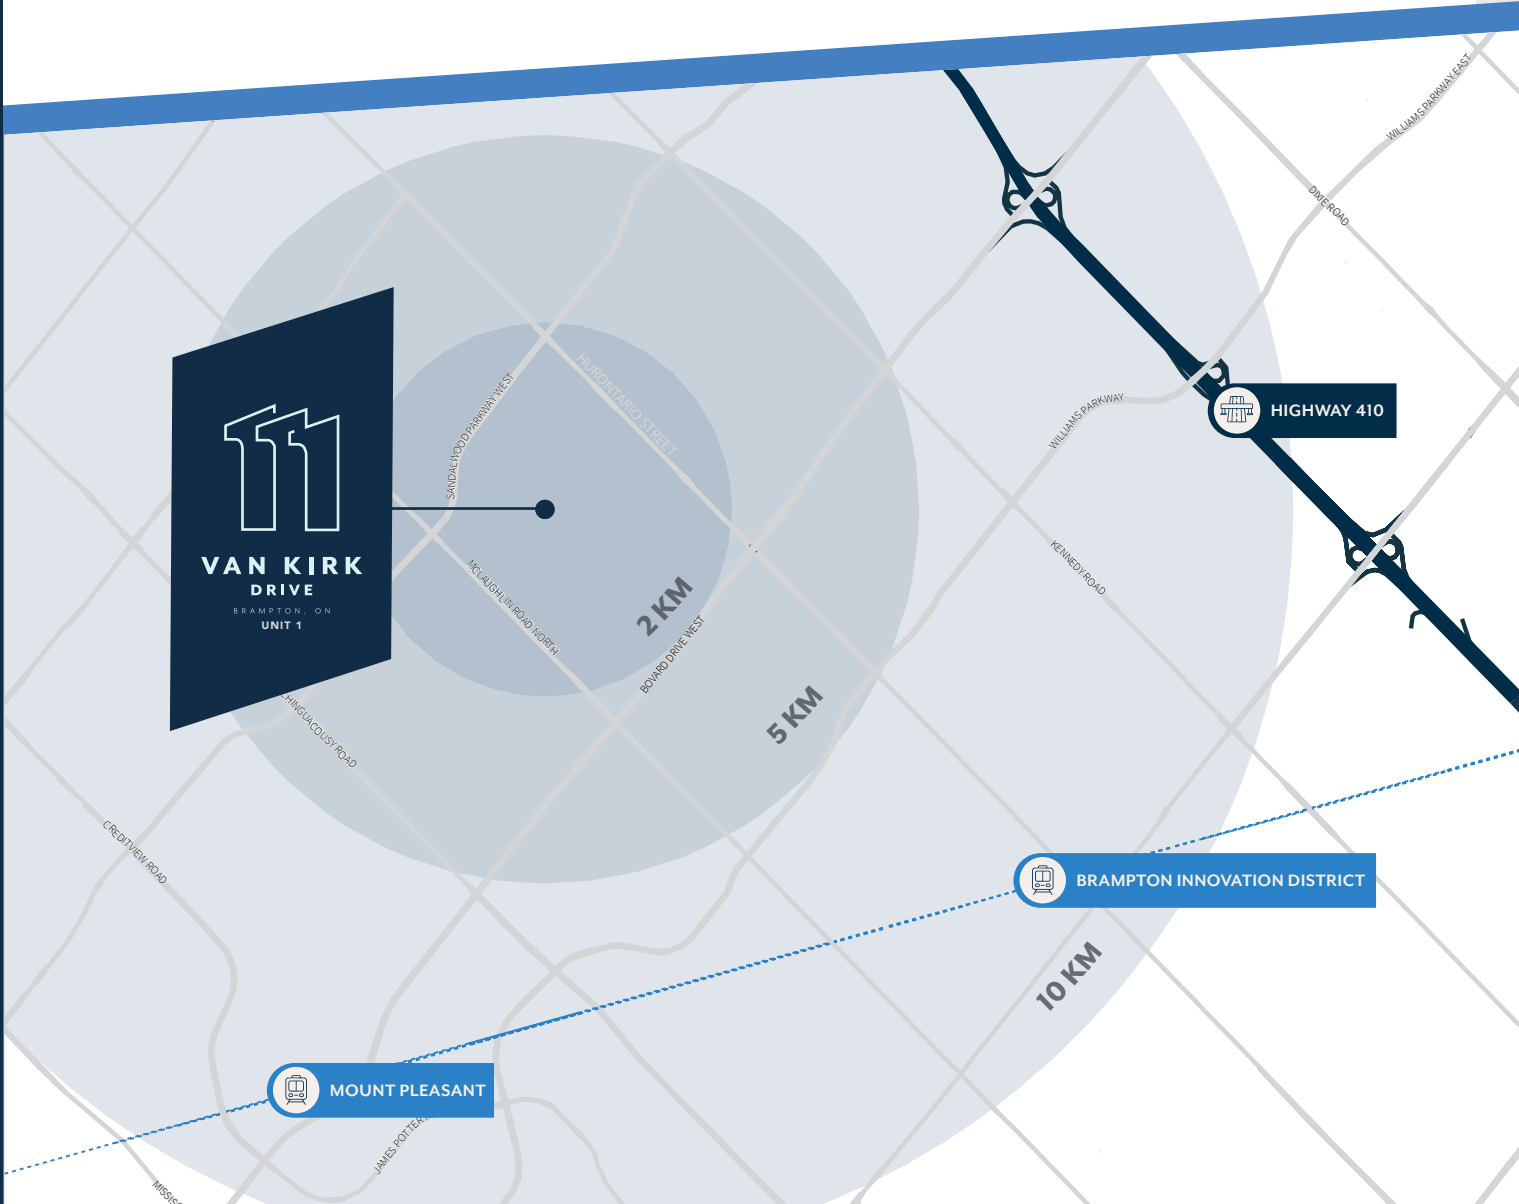 WILLIAMS PARKWAY EAST
DIXIE ROAD
HURONTARIO STREET
SANDALWOOD PARKWAY WEST
WILLIAMS PARKWAY
HIGHWAY 410
11
VAN KIRK
DRIVE
BRAMPTON, ON
UNIT 1
MCLAUGHLIN ROAD NORTH
KENNEDY ROAD
2 KM
BOVARD DRIVE WEST
5 KM
CHINGUACOUSY ROAD
CREDITVIEW ROAD
BRAMPTON INNOVATION DISTRICT
10 KM
MOUNT PLEASANT
JAMES POTTER
MISSIS